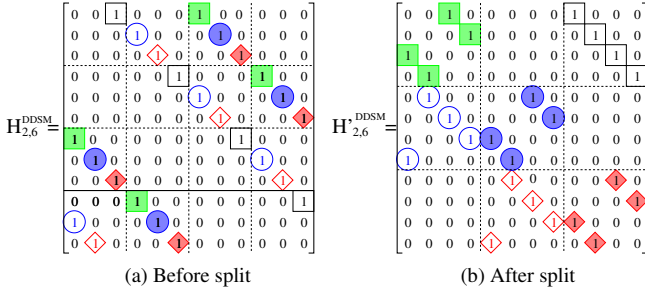 H2,6^DDSM =
0 0 1 0 0 0 1 0 0 0 0 0
0 0 0 1 0 0 0 1 0 0 0 0
0 0 0 0 1 0 0 0 1 0 0 0
0 0 0 0 0 1 0 0 0 1 0 0
0 0 0 0 0 0 1 0 0 0 1 0
0 0 0 0 0 0 0 1 0 0 0 1
1 0 0 0 0 0 0 0 1 0 0 0
0 1 0 0 0 0 0 0 0 1 0 0
0 0 1 0 0 0 0 0 0 0 1 0
0 0 0 1 0 0 0 0 0 0 0 1
1 0 0 0 1 0 0 0 0 0 0 0
0 1 0 0 0 1 0 0 0 0 0 0
(a) Before split
H'2,6^DDSM =
0 0 1 0 0 0 0 0 1 0 0 0
0 0 0 1 0 0 0 0 0 1 0 0
1 0 0 0 0 0 0 0 0 0 1 0
0 1 0 0 0 0 0 0 0 0 0 1
0 1 0 0 0 0 1 0 0 0 0 0
0 0 1 0 0 0 0 1 0 0 0 0
0 0 0 1 1 0 0 0 0 0 0 0
1 0 0 0 0 1 0 0 0 0 0 0
0 0 0 0 0 1 0 0 0 0 1 0
0 0 0 0 0 0 1 0 0 0 0 1
0 0 0 0 0 0 0 1 1 0 0 0
0 0 0 0 1 0 0 0 0 1 0 0
(b) After split